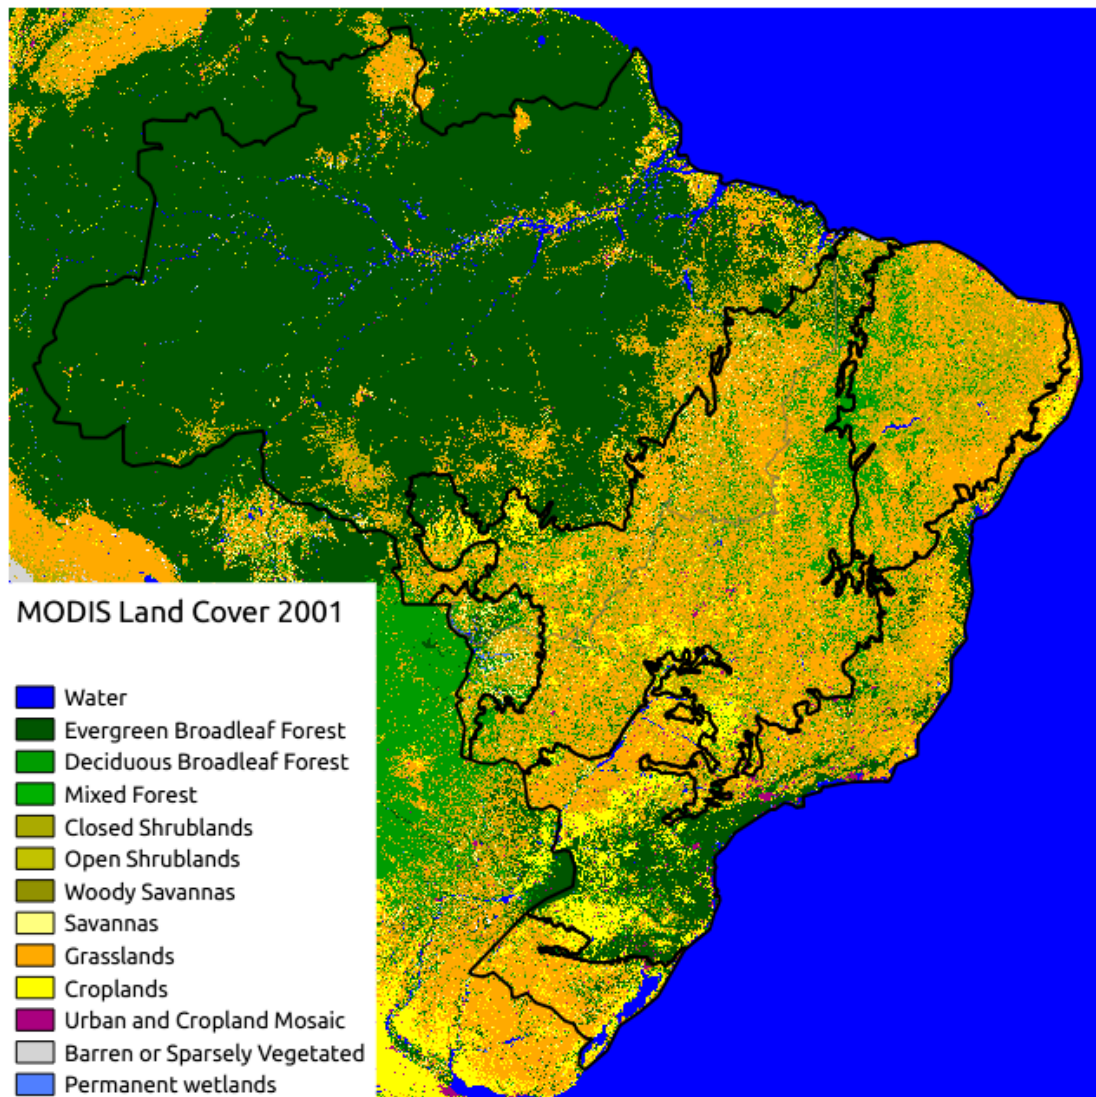 MODIS Land Cover 2001
Water
Evergreen Broadleaf Forest
Deciduous Broadleaf Forest
Mixed Forest
Closed Shrublands
Open Shrublands
Woody Savannas
Savannas
Grasslands
Croplands
Urban and Cropland Mosaic
Barren or Sparsely Vegetated
Permanent wetlands